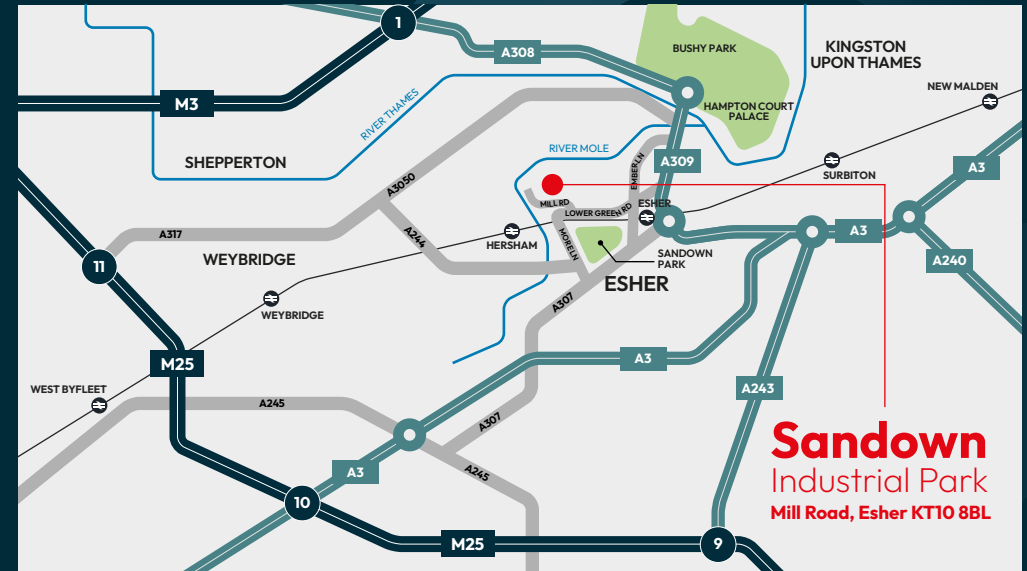 1
A308
BUSHY PARK
KINGSTON
UPON THAMES
M3
RIVER THAMES
HAMPTON COURT
PALACE
NEW MALDEN
SHEPPERTON
RIVER MOLE
EMBER LN
A309
SURBITON
A3
A3050
MILL RD
LOWER GREEN RD
ESHER
A317
A244
HERSHAM
MORE LN
A3
11
WEYBRIDGE
SANDOWN
PARK
A240
ESHER
WEYBRIDGE
A307
M25
A3
WEST BYFLEET
A243
A245
A307
Sandown
Industrial Park
Mill Road, Esher KT10 8BL
A3
A245
10
M25
9